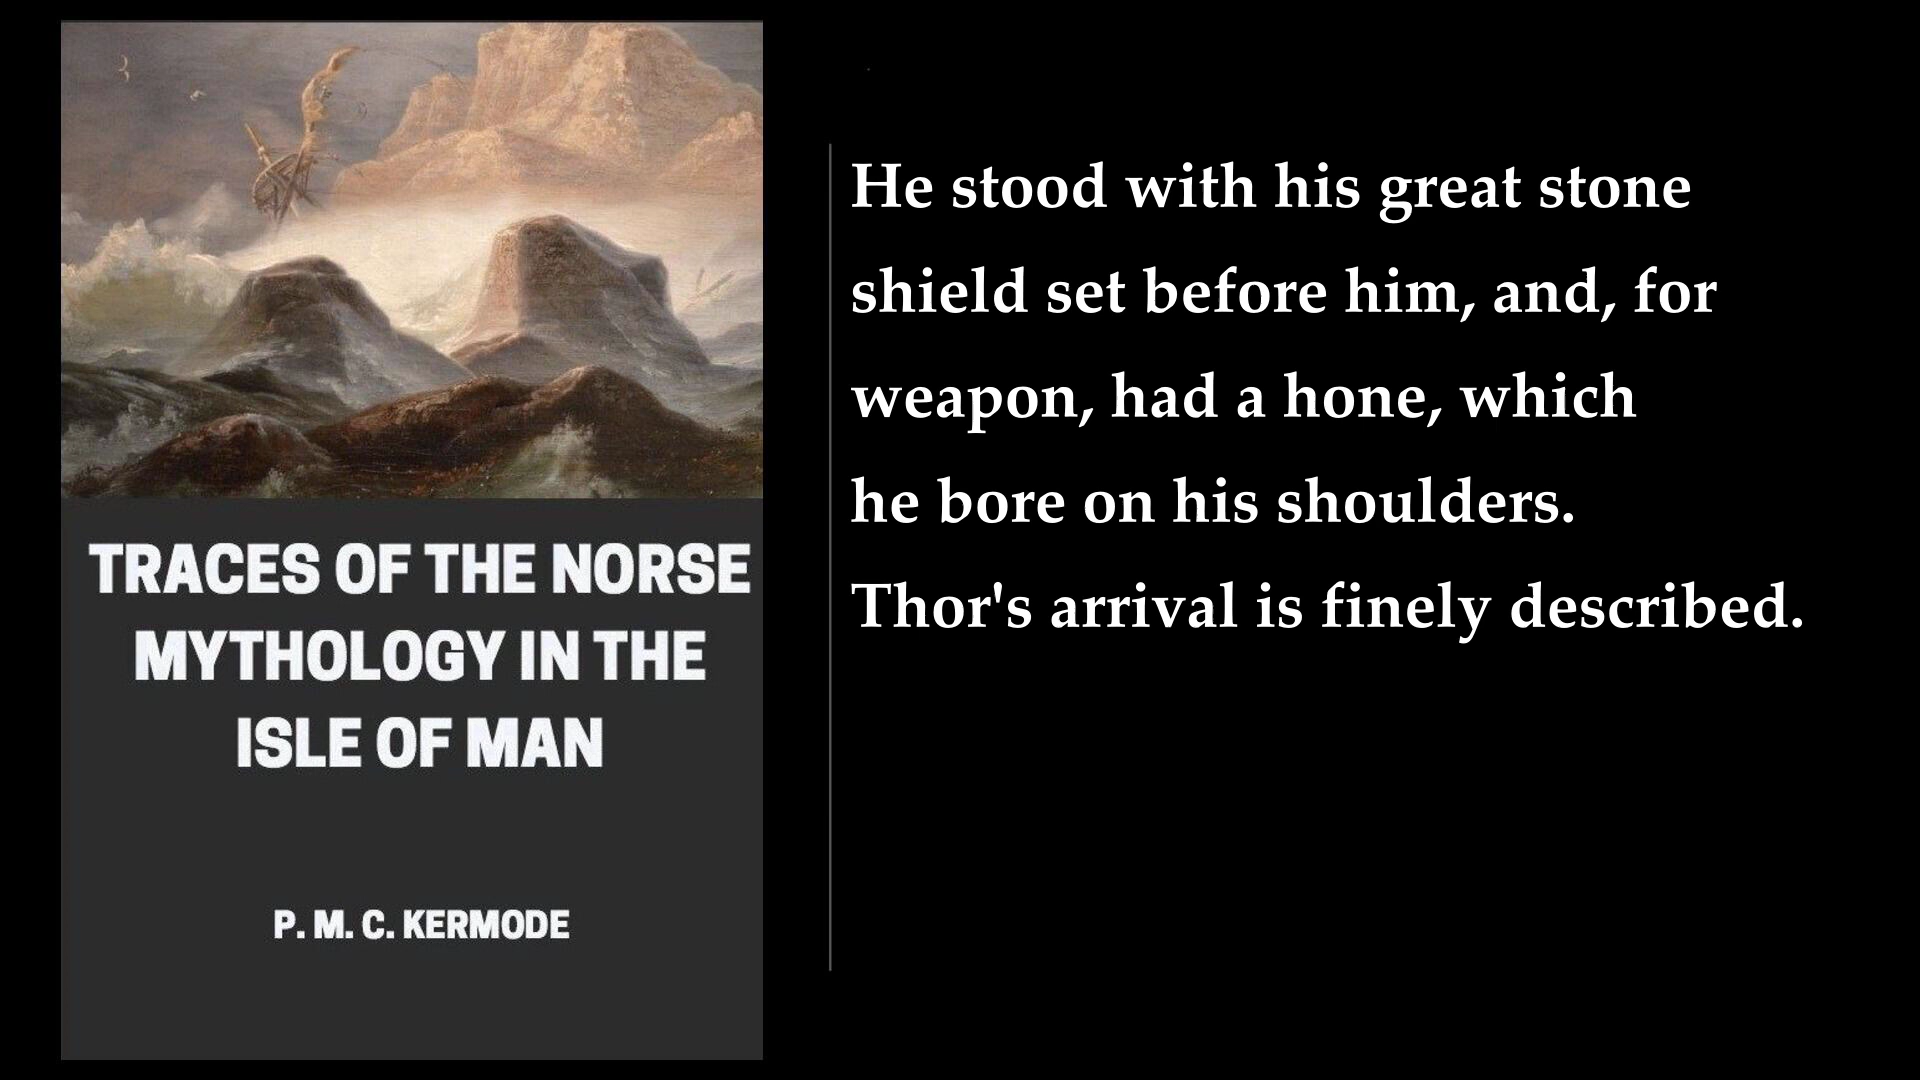 TRACES OF THE NORSE
MYTHOLOGY IN THE
ISLE OF MAN
P. M. C. KERMODE
He stood with his great stone
shield set before him, and, for
weapon, had a hone, which
he bore on his shoulders.
Thor's arrival is finely described.